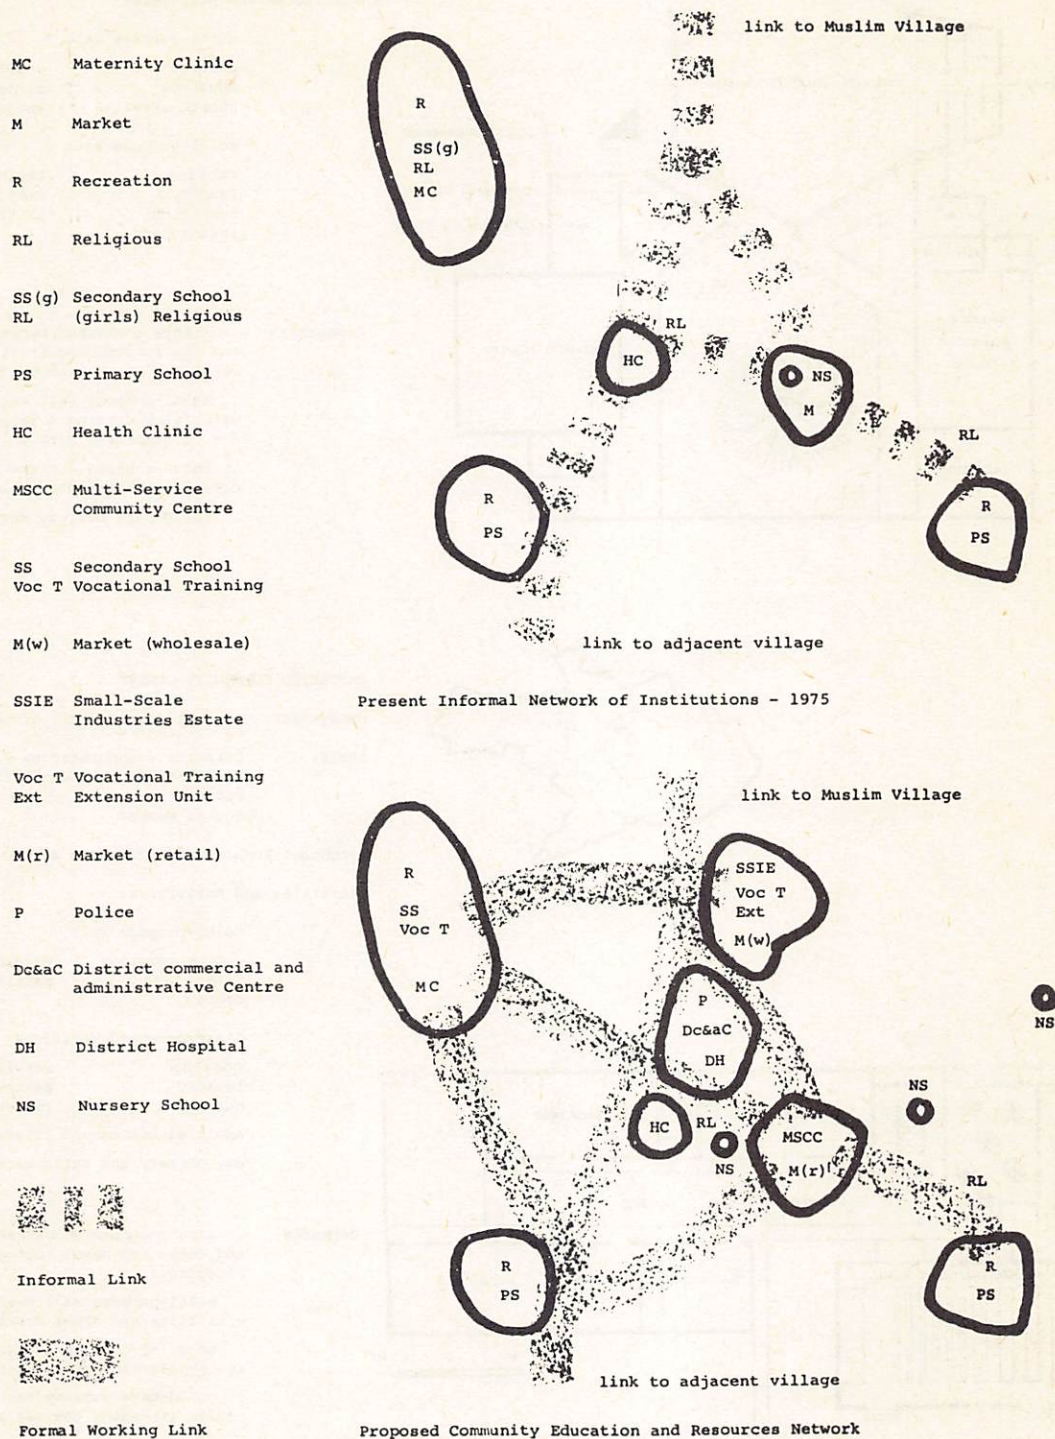 MC Maternity Clinic
M Market
R Recreation
RL Religious
SS(g) Secondary School
RL (girls) Religious
PS Primary School
HC Health Clinic
MSCC Multi-Service
Community Centre
SS Secondary School
Voc T Vocational Training
M(w) Market (wholesale)
SSIE Small-Scale
Industries Estate
Voc T Vocational Training
Ext Extension Unit
M(r) Market (retail)
P Police
Dc&aC District commercial and
administrative Centre
DH District Hospital
NS Nursery School
Informal Link
Formal Working Link
link to Muslim Village
R
SS(g)
RL
MC
RL
HC
NS
M
RL
R
PS
R
PS
link to adjacent village
Present Informal Network of Institutions - 1975
link to Muslim Village
SSIE
Voc T
Ext
M(w)
R
SS
Voc T
MC
P
Dc&aC
DH
NS
NS
HC
RL
NS
MSCC
M(r)
RL
R
PS
R
PS
link to adjacent village
Proposed Community Education and Resources Network